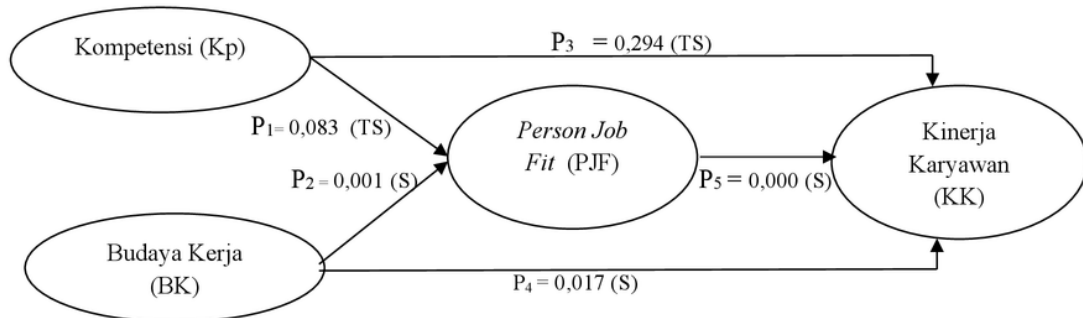 Kompetensi (Kp)
P₃ = 0,294 (TS)
P₁= 0,083 (TS)
Person Job
Fit (PJF)
Kinerja
Karyawan
(KK)
P₂ = 0,001 (S)
P₅ = 0,000 (S)
Budaya Kerja
(BK)
P₄ = 0,017 (S)